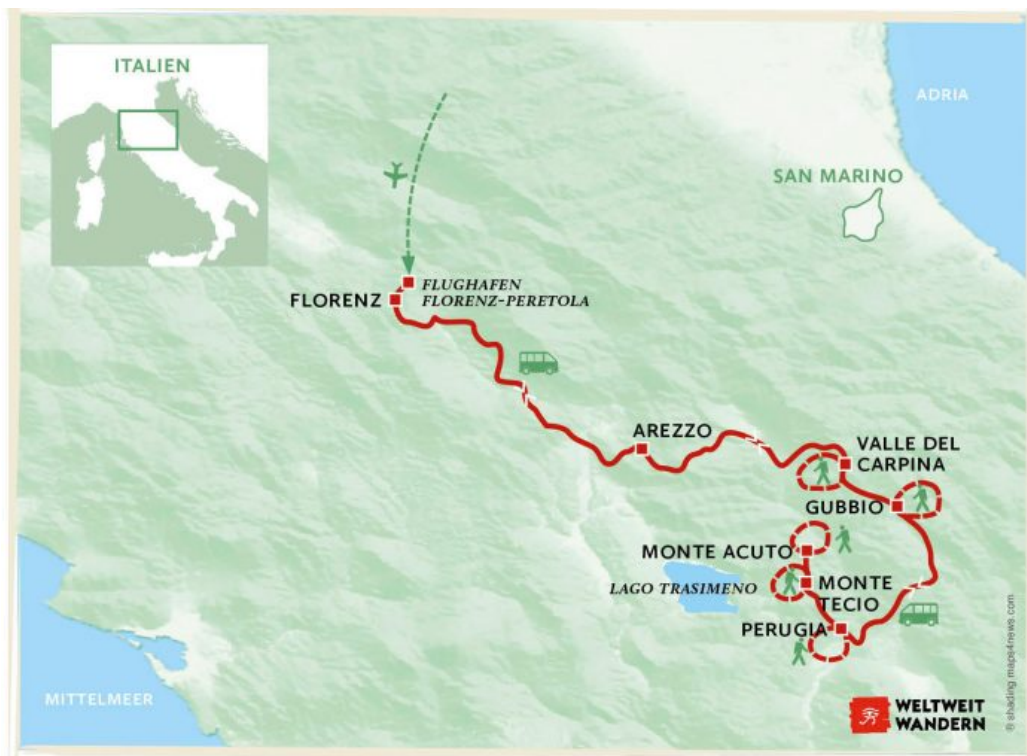 ITALIEN
ADRIA
SAN MARINO
FLUGHAFEN
FLORENZ-PERETOLA
FLORENZ
AREZZO
VALLE DEL
CARPINA
GUBBIO
MONTE ACUTO
LAGO TRASIMENO
MONTE
TECIO
PERUGIA
MITTELMEER
WELTWEIT
WANDERN
© shading maps4news.com